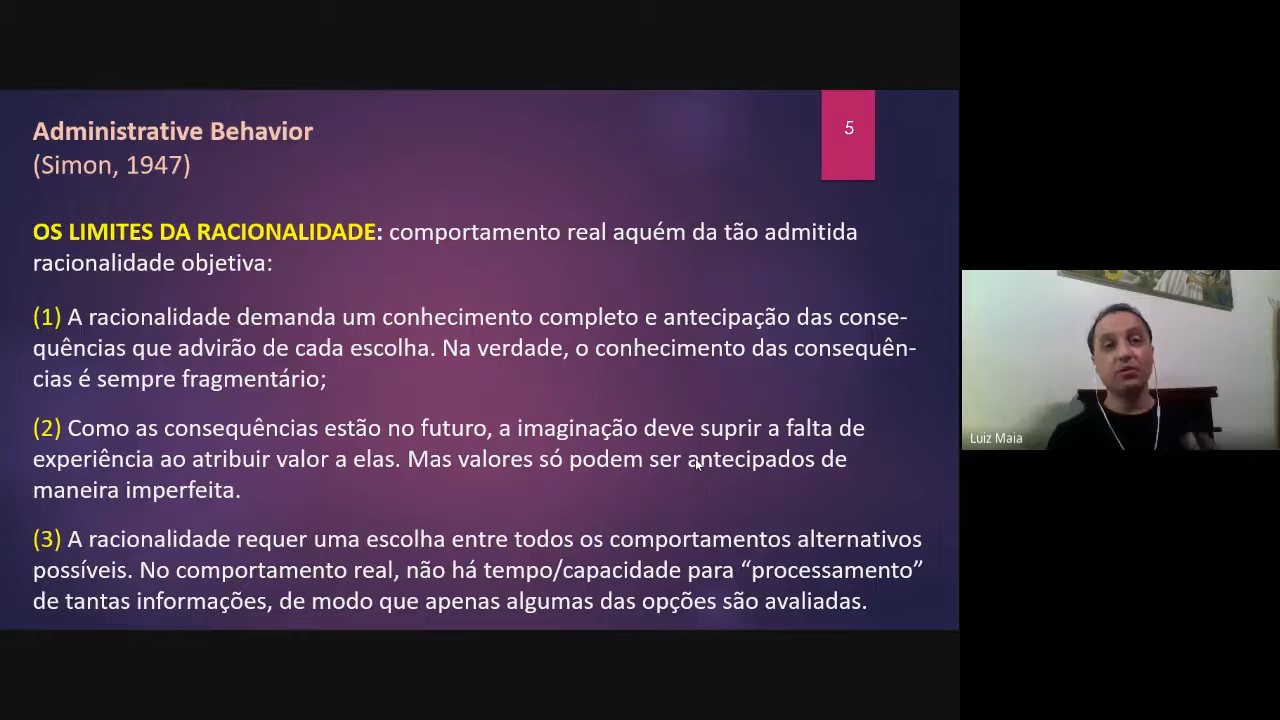 Administrative Behavior
(Simon, 1947)
5
OS LIMITES DA RACIONALIDADE: comportamento real aquém da tão admitida
racionalidade objetiva:
(1) A racionalidade demanda um conhecimento completo e antecipação das conse-
quências que advirão de cada escolha. Na verdade, o conhecimento das consequên-
cias é sempre fragmentário;
(2) Como as consequências estão no futuro, a imaginação deve suprir a falta de
experiência ao atribuir valor a elas. Mas valores só podem ser antecipados de
maneira imperfeita.
(3) A racionalidade requer uma escolha entre todos os comportamentos alternativos
possíveis. No comportamento real, não há tempo/capacidade para “processamento”
de tantas informações, de modo que apenas algumas das opções são avaliadas.
Luiz Maia